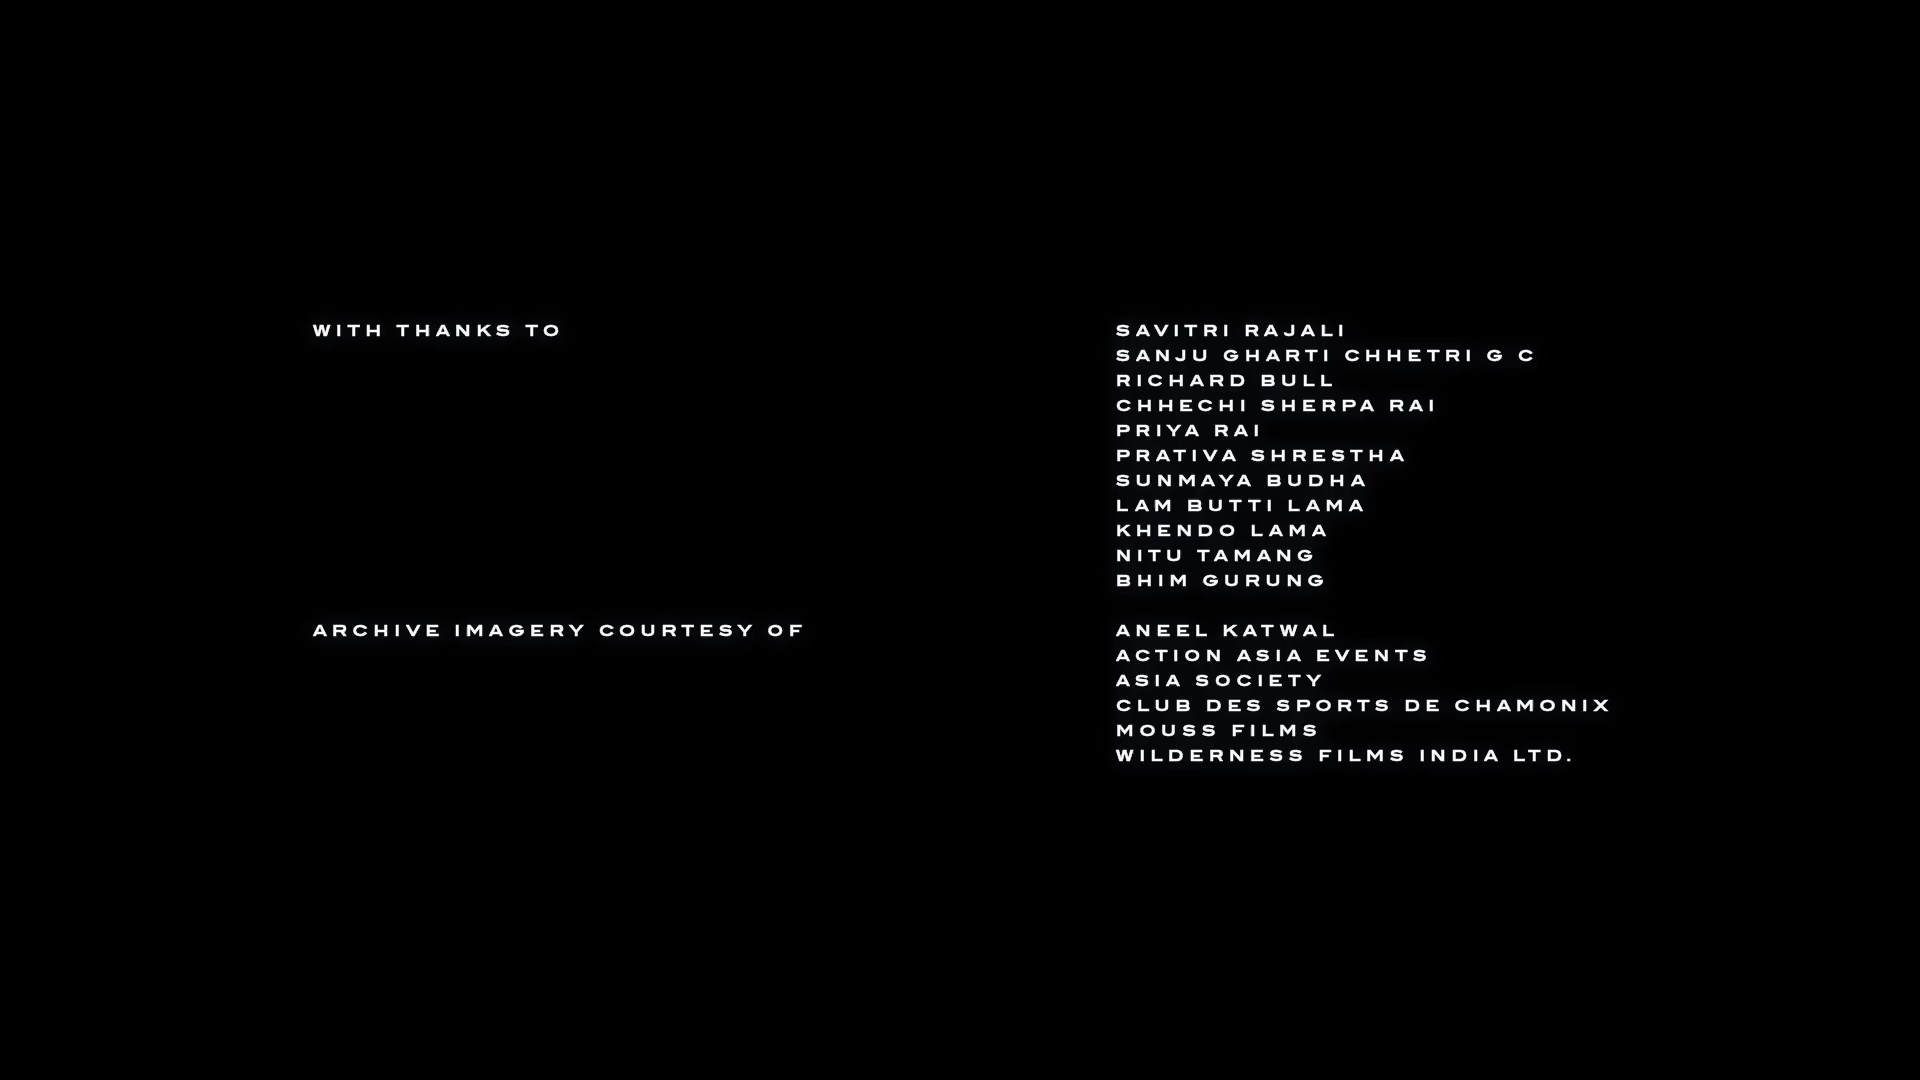 WITH THANKS TO
SAVITRI RAJALI
SANJU GHARTI CHHETRI G C
RICHARD BULL
CHHECHI SHERPA RAI
PRIYA RAI
PRATIVA SHRESTHA
SUNMAYA BUDHA
LAM BUTTI LAMA
KHENDO LAMA
NITU TAMANG
BHIM GURUNG
ARCHIVE IMAGERY COURTESY OF
ANEEL KATWAL
ACTION ASIA EVENTS
ASIA SOCIETY
CLUB DES SPORTS DE CHAMONIX
MOUSS FILMS
WILDERNESS FILMS INDIA LTD.